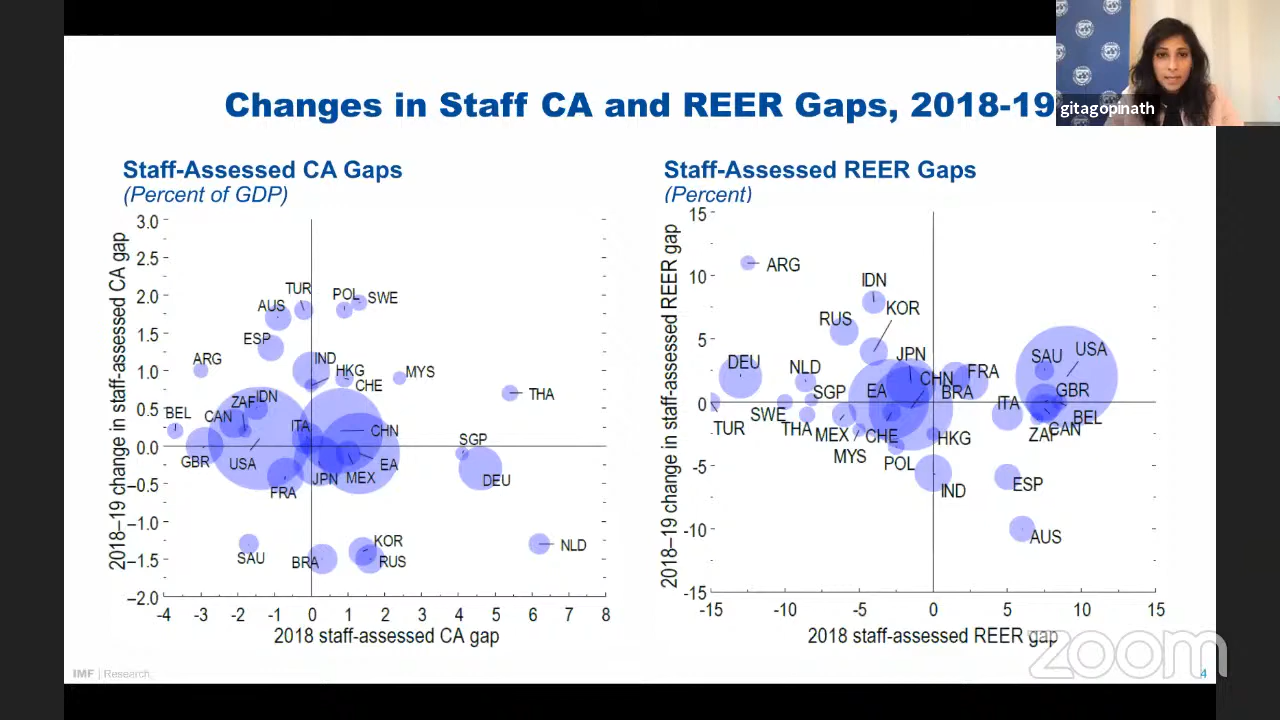 Changes in Staff CA and REER Gaps, 2018-19
gitagopinath
Staff-Assessed CA Gaps
(Percent of GDP)
2018–19 change in staff-assessed CA gap
3.0
2.5
2.0
1.5
1.0
0.5
0.0
–0.5
–1.0
–1.5
–2.0
TUR
POL
SWE
AUS
ESP
ARG
IND
HKG
CHE
MYS
THA
BEL
CAN
ZAF
IDN
ITA
CHN
GBR
USA
EA
SGP
FRA
JPN
MEX
DEU
SAU
BRA
KOR
RUS
NLD
-4 -3 -2 -1 0 1 2 3 4 5 6 7 8
2018 staff-assessed CA gap
Staff-Assessed REER Gaps
(Percent)
2018–19 change in staff-assessed REER gap
15
10
5
0
-5
-10
-15
ARG
IDN
KOR
RUS
JPN
DEU
NLD
SGP
EA
CHN
BRA
FRA
SAU
USA
GBR
ITA
BEL
CAN
ZAF
TUR
SWE
THA
MEX
CHE
MYS
POL
HKG
IND
ESP
AUS
-15 -10 -5 0 5 10 15
2018 staff-assessed REER gap
zoom
IMF | Research
4